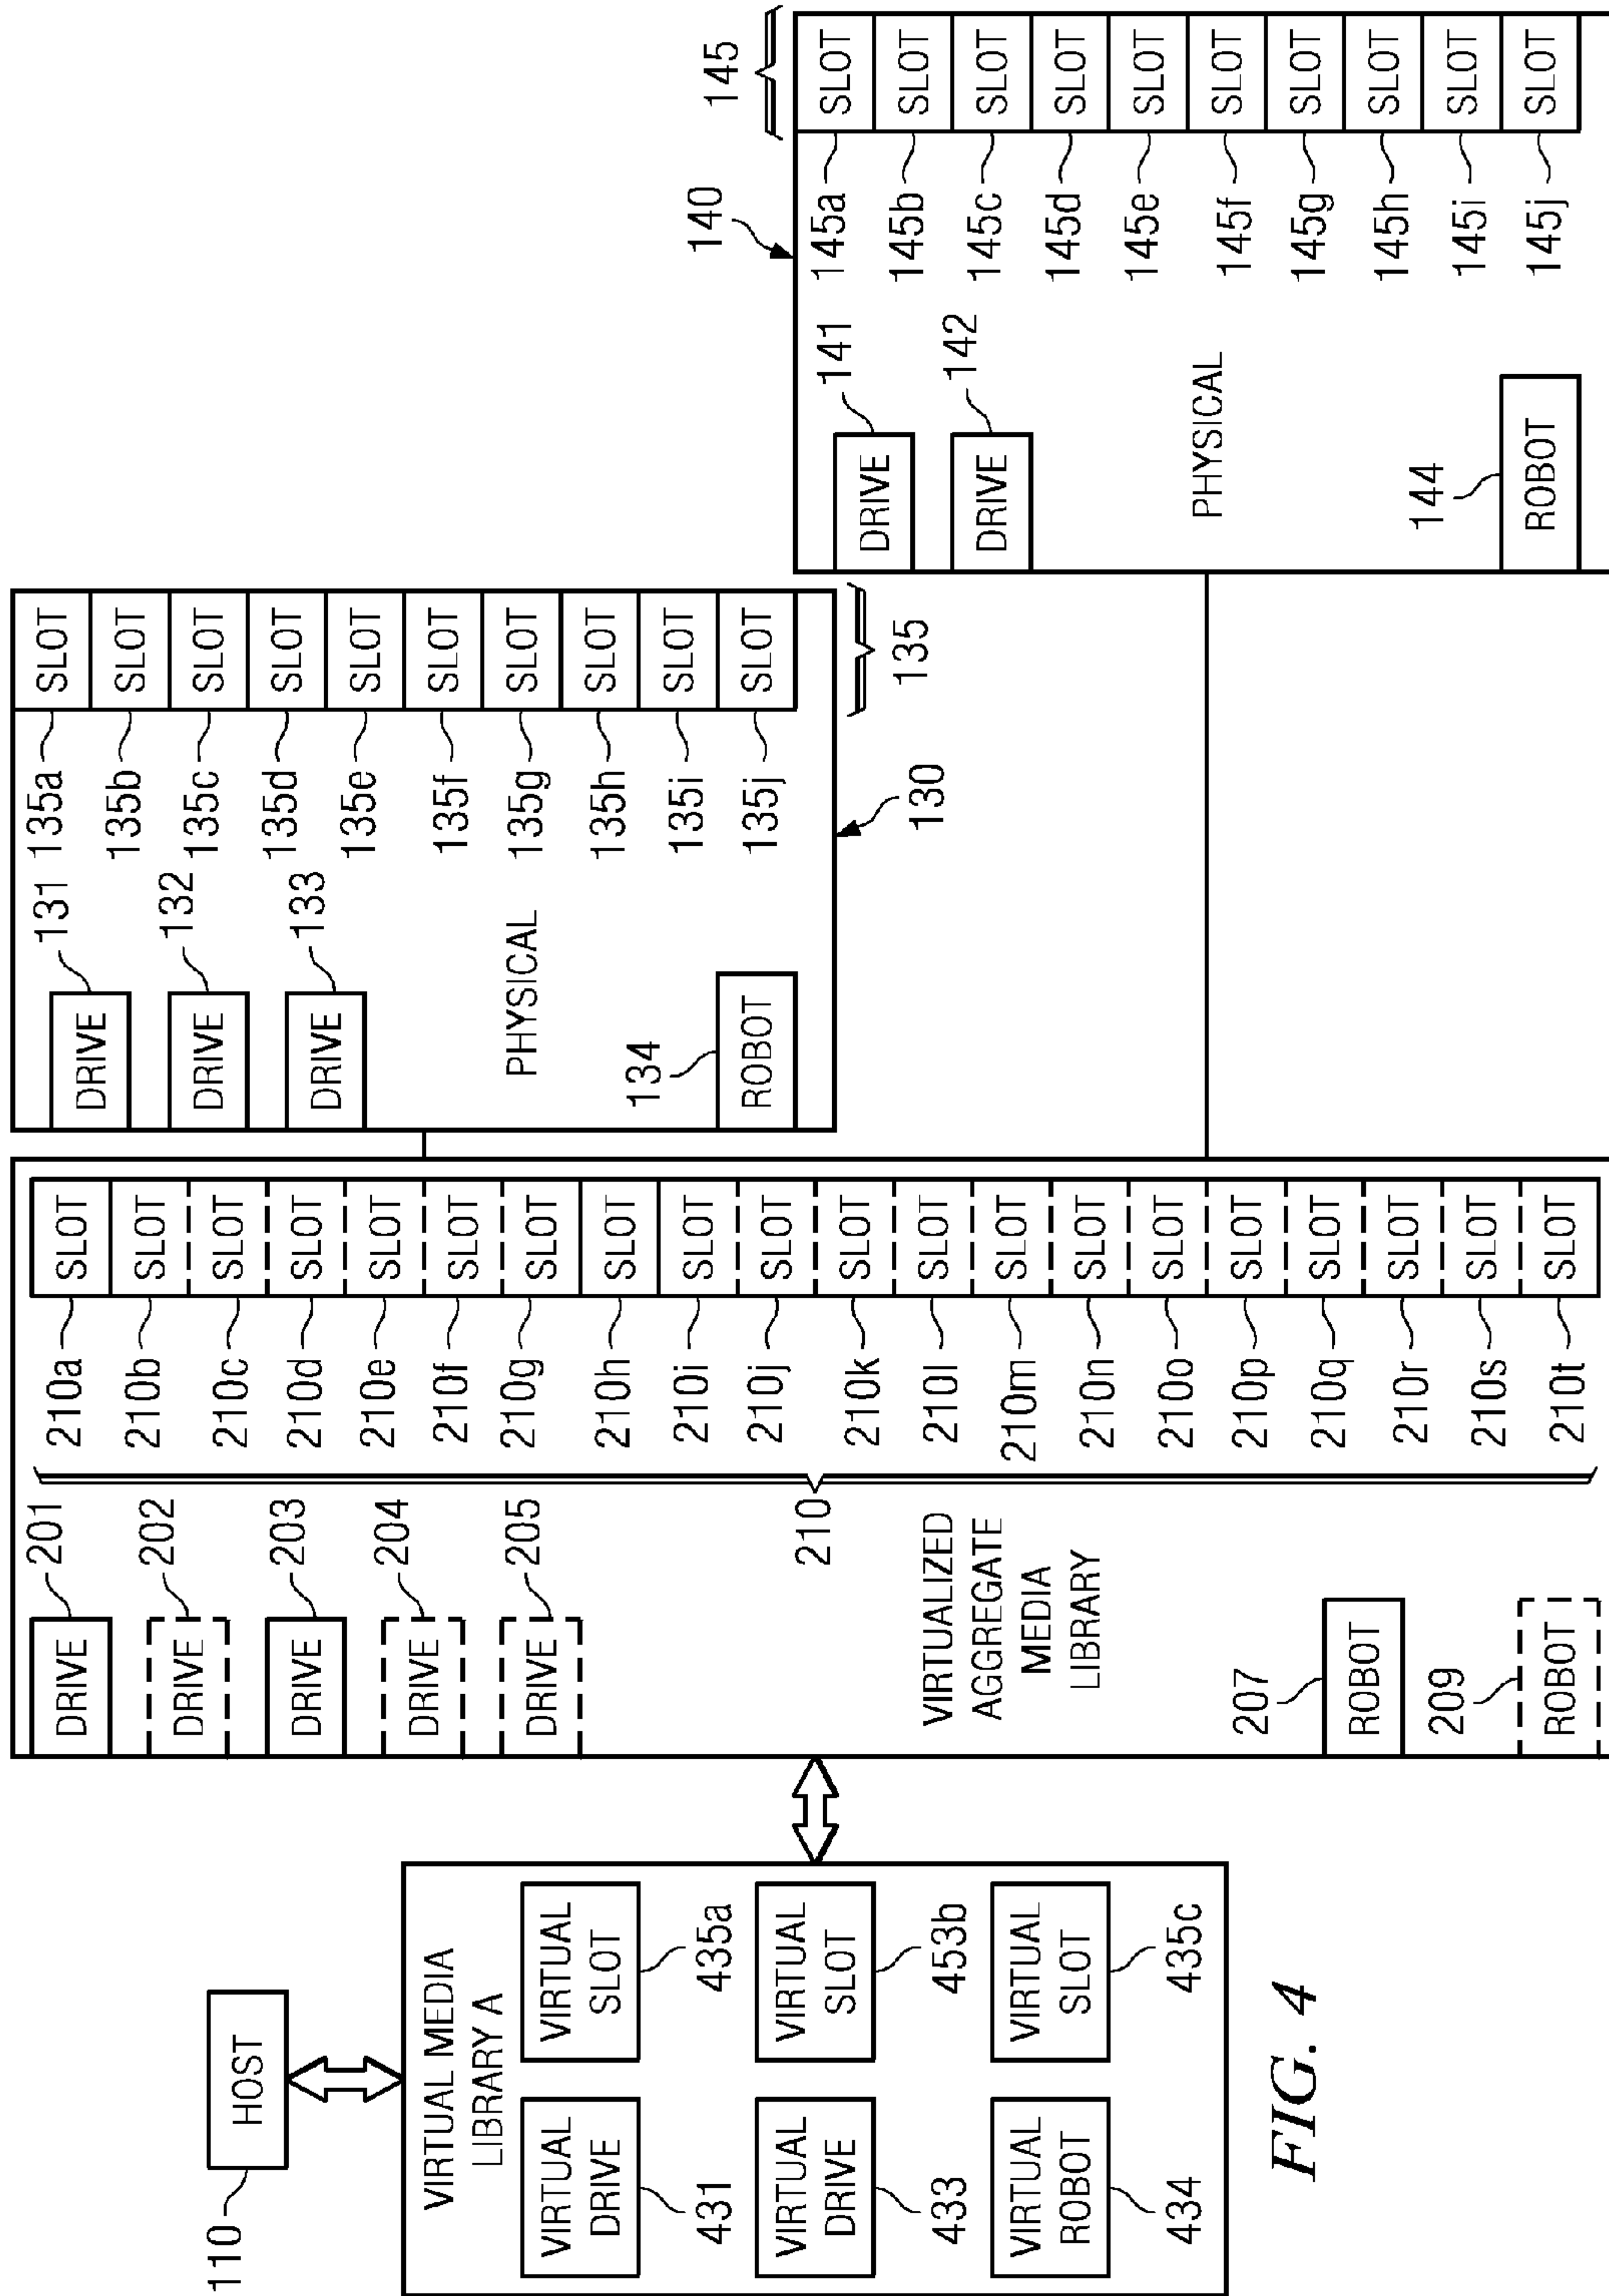 110
HOST
VIRTUAL MEDIA
LIBRARY A
VIRTUAL
DRIVE
431
VIRTUAL
SLOT
435a
VIRTUAL
DRIVE
433
VIRTUAL
SLOT
453b
VIRTUAL
ROBOT
434
VIRTUAL
SLOT
435c
DRIVE
201
DRIVE
202
DRIVE
203
DRIVE
204
DRIVE
205
210
VIRTUALIZED
AGGREGATE
MEDIA
LIBRARY
207
ROBOT
209
ROBOT
210a SLOT
210b SLOT
210c SLOT
210d SLOT
210e SLOT
210f SLOT
210g SLOT
210h SLOT
210i SLOT
210j SLOT
210k SLOT
210l SLOT
210m SLOT
210n SLOT
210o SLOT
210p SLOT
210q SLOT
210r SLOT
210s SLOT
210t SLOT
DRIVE
131
DRIVE
132
DRIVE
133
PHYSICAL
134
ROBOT
135a SLOT
135b SLOT
135c SLOT
135d SLOT
135e SLOT
135f SLOT
135g SLOT
135h SLOT
135i SLOT
135j SLOT
135
130
140
145
DRIVE
141
DRIVE
142
PHYSICAL
144
ROBOT
145a SLOT
145b SLOT
145c SLOT
145d SLOT
145e SLOT
145f SLOT
145g SLOT
145h SLOT
145i SLOT
145j SLOT
FIG. 4